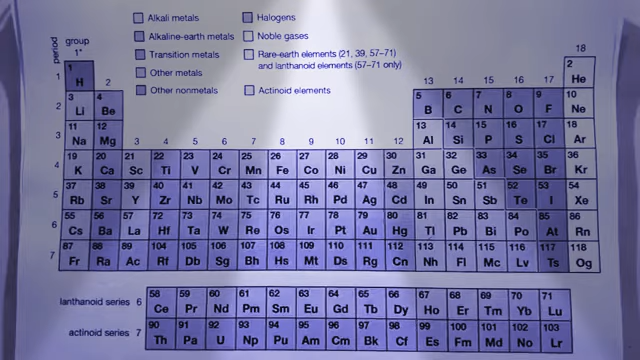 18
Alkali metals Halogens
Alkaline-earth metals Noble gases
Transition metals Rare-earth elements (21, 39, 57–71)
Other metals and lanthanoid elements (57–71 only)
Other nonmetals Actinoid elements
period
group
1*
1 1 2
H He
2 13 14 15 16 17
2 3 4 5 6 7 8 9 10
Li Be B C N O F Ne
3 11 12 13 14 15 16 17 18
Na Mg Al Si P S Cl Ar
3 4 5 6 7 8 9 10 11 12
4 19 20 21 22 23 24 25 26 27 28 29 30 31 32 33 34 35 36
K Ca Sc Ti V Cr Mn Fe Co Ni Cu Zn Ga Ge As Se Br Kr
5 37 38 39 40 41 42 43 44 45 46 47 48 49 50 51 52 53 54
Rb Sr Y Zr Nb Mo Tc Ru Rh Pd Ag Cd In Sn Sb Te I Xe
6 55 56 57 72 73 74 75 76 77 78 79 80 81 82 83 84 85 86
Cs Ba La Hf Ta W Re Os Ir Pt Au Hg Tl Pb Bi Po At Rn
7 87 88 89 104 105 106 107 108 109 110 111 112 113 114 115 116 117 118
Fr Ra Ac Rf Db Sg Bh Hs Mt Ds Rg Cn Nh Fl Mc Lv Ts Og
lanthanoid series 6 58 59 60 61 62 63 64 65 66 67 68 69 70 71
Ce Pr Nd Pm Sm Eu Gd Tb Dy Ho Er Tm Yb Lu
actinoid series 7 90 91 92 93 94 95 96 97 98 99 100 101 102 103
Th Pa U Np Pu Am Cm Bk Cf Es Fm Md No Lr